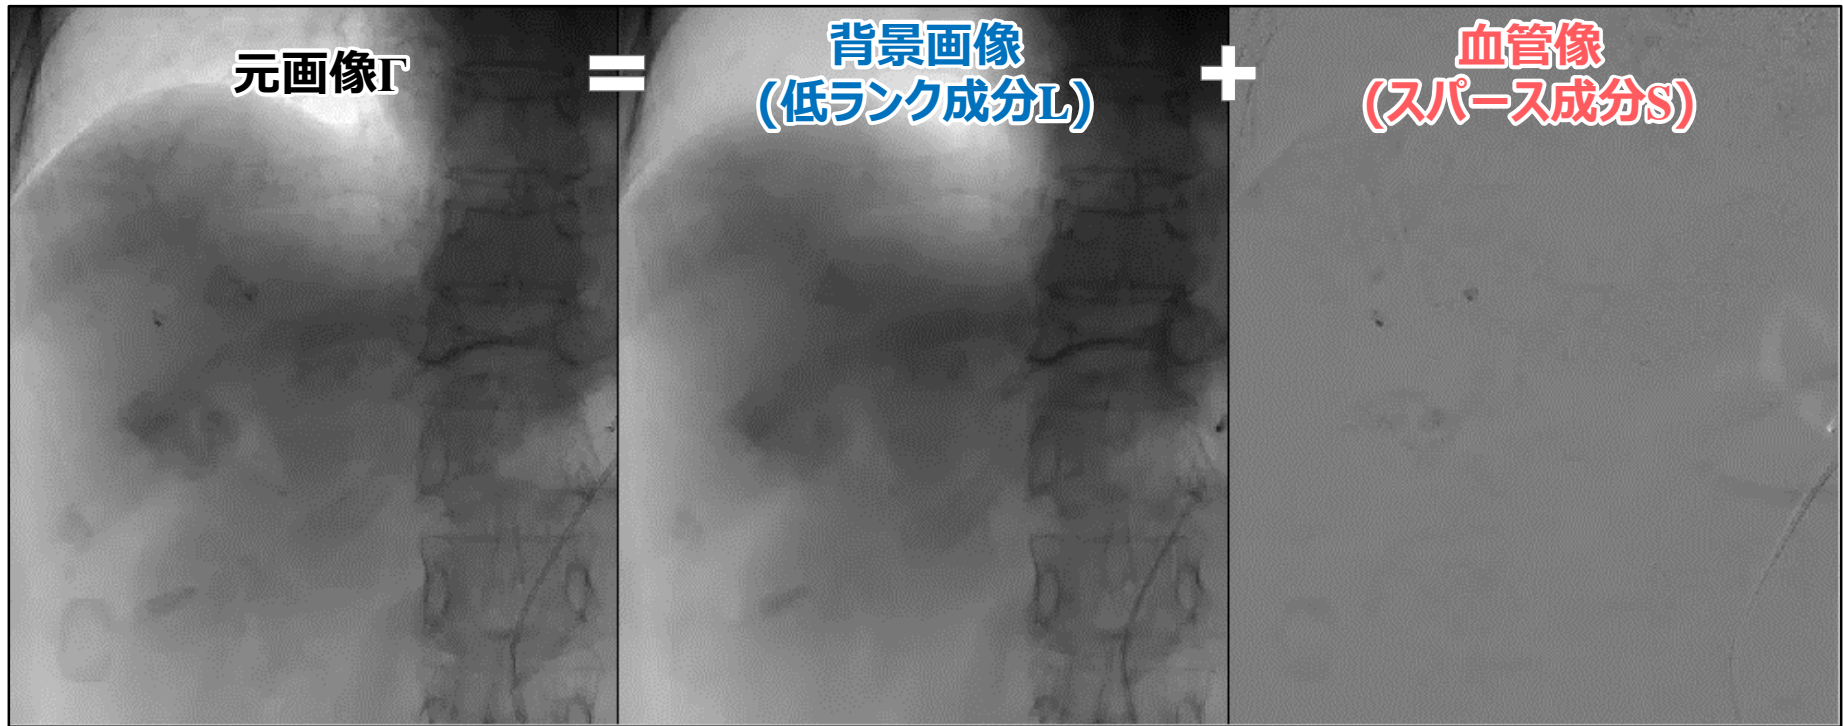 元画像Γ
=
背景画像
(低ランク成分L)
+
血管像
(スパース成分S)